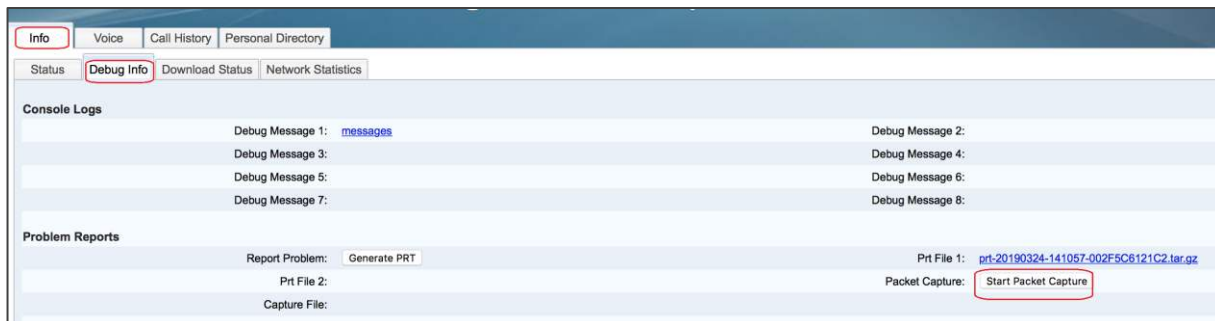 Info Voice Call History Personal Directory
Status Debug Info Download Status Network Statistics
Console Logs
Debug Message 1: messages Debug Message 2:
Debug Message 3: Debug Message 4:
Debug Message 5: Debug Message 6:
Debug Message 7: Debug Message 8:
Problem Reports
Report Problem: Generate PRT Prt File 1: prt-20190324-141057-002F5C6121C2.tar.gz
Prt File 2: Packet Capture: Start Packet Capture
Capture File: